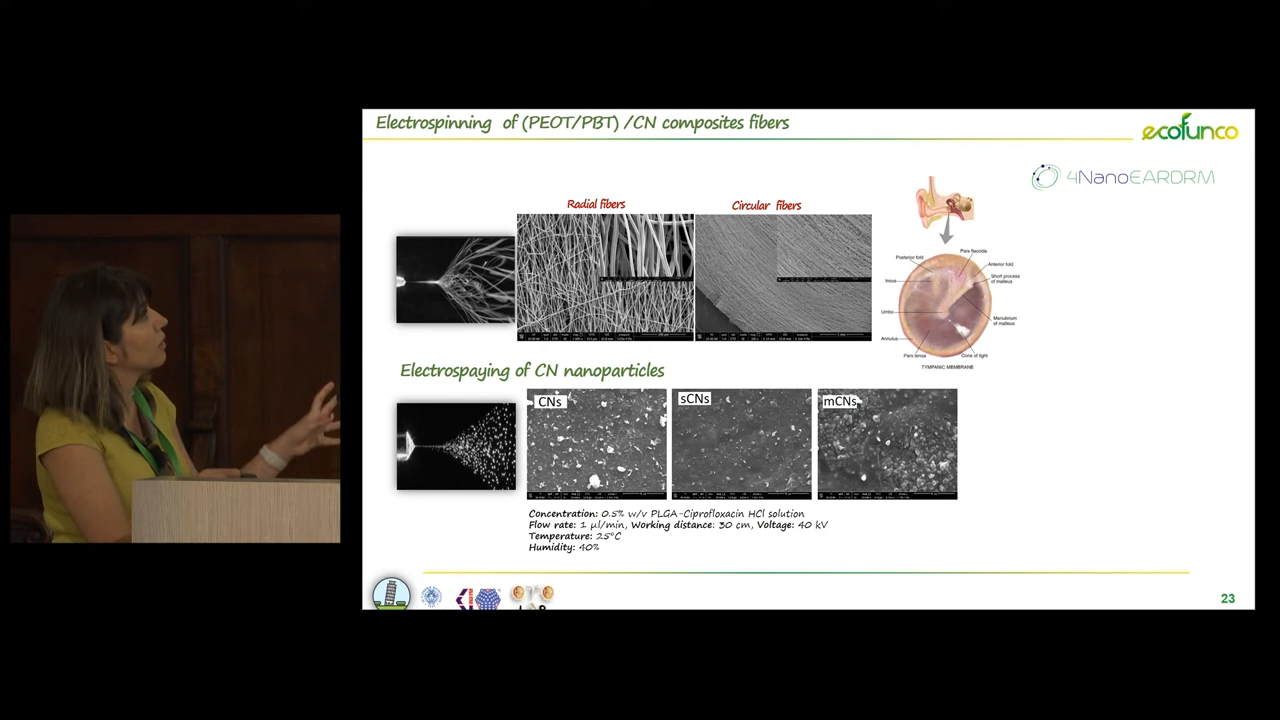 Electrospinning of (PEOT/PBT) /CN composites fibers
ecofunco
4NanoEARDRM
Radial fibers
Circular fibers
Pars flaccida
Posterior fold
Anterior fold
Short process
of malleus
Incus
Umbo
Manubrium
of malleus
Annulus
Pars tensa
Cone of light
TYMPANIC MEMBRANE
Electrospaying of CN nanoparticles
CNs
sCNs
mCNs
Concentration: 0.5% w/v PLGA-Ciprofloxacin HCl solution
Flow rate: 1 µl/min, Working distance: 30 cm, Voltage: 40 kV
Temperature: 25°C
Humidity: 40%
23